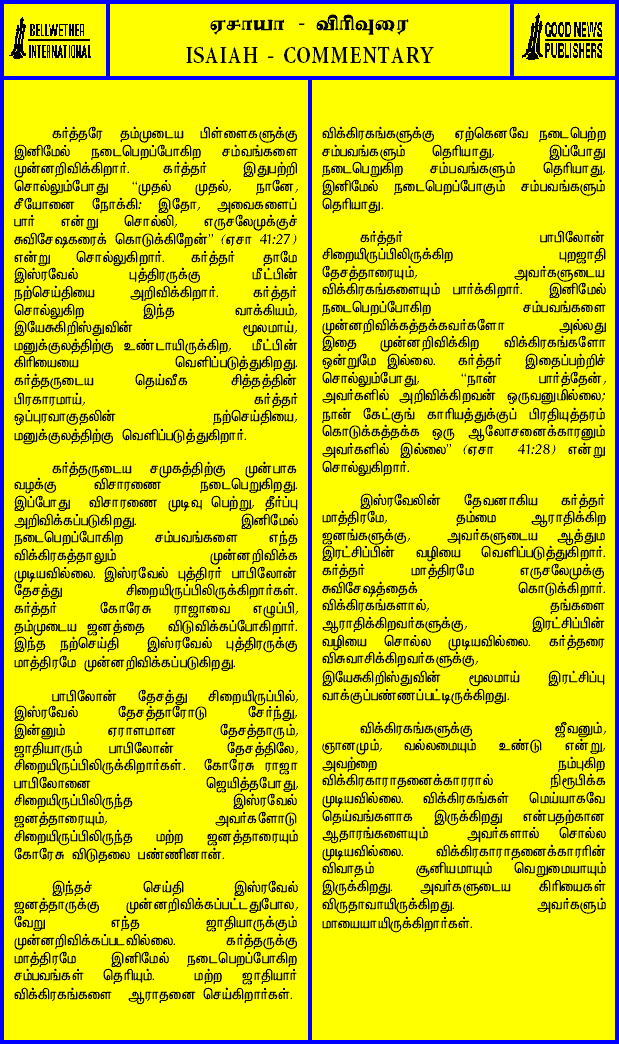 BELLWETHER
INTERNATIONAL
ஏசாயா - விரிவுரை
ISAIAH - COMMENTARY
GOOD NEWS
PUBLISHERS
கர்த்தரே தம்முடைய பிள்ளைகளுக்கு
இனிமேல் நடைபெறப்போகிற சம்வங்களை
முன்னறிவிக்கிறார். கர்த்தர் இதுபற்றி
சொல்லும்போது "முதல் முதல், நானே,
சீயோனை நோக்கி: இதோ, அவைகளைப்
பார் என்று சொல்லி, எருசலேமுக்குச்
சுவிசேஷகரைக் கொடுக்கிறேன்" (ஏசா 41:27)
என்று சொல்லுகிறார். கர்த்தர் தாமே
இஸ்ரவேல் புத்திரருக்கு மீட்பின்
நற்செய்தியை அறிவிக்கிறார். கர்த்தர்
சொல்லுகிற இந்த வாக்கியம்,
இயேசுகிறிஸ்துவின் மூலமாய்,
மனுக்குலத்திற்கு உண்டாயிருக்கிற, மீட்பின்
கிரியையை வெளிப்படுத்துகிறது.
கர்த்தருடைய தெய்வீக சித்தத்தின்
பிரகாரமாய், கர்த்தர்
ஒப்புரவாகுதலின் நற்செய்தியை,
மனுக்குலத்திற்கு வெளிப்படுத்துகிறார்.
கர்த்தருடைய சமுகத்திற்கு முன்பாக
வழக்கு விசாரணை நடைபெறுகிறது.
இப்போது விசாரணை முடிவு பெற்று, தீர்ப்பு
அறிவிக்கப்படுகிறது. இனிமேல்
நடைபெறப்போகிற சம்பவங்களை எந்த
விக்கிரகத்தாலும் முன்னறிவிக்க
முடியவில்லை. இஸ்ரவேல் புத்திரர் பாபிலோன்
தேசத்து சிறையிருப்பிலிருக்கிறார்கள்.
கர்த்தர் கோரேசு ராஜாவை எழுப்பி,
தம்முடைய ஜனத்தை விடுவிக்கப்போகிறார்.
இந்த நற்செய்தி இஸ்ரவேல் புத்திரருக்கு
மாத்திரமே முன்னறிவிக்கப்படுகிறது.
பாபிலோன் தேசத்து சிறையிருப்பில்,
இஸ்ரவேல் தேசத்தாரோடு சேர்ந்து,
இன்னும் ஏராளமான தேசத்தாரும்,
ஜாதியாரும் பாபிலோன் தேசத்திலே,
சிறையிருப்பிலிருக்கிறார்கள். கோரேசு ராஜா
பாபிலோனை ஜெயித்தபோது,
சிறையிருப்பிலிருந்த இஸ்ரவேல்
ஜனத்தாரையும், அவர்களோடு
சிறையிருப்பிலிருந்த மற்ற ஜனத்தாரையும்
கோரேசு விடுதலை பண்ணினான்.
இந்தச் செய்தி இஸ்ரவேல்
ஜனத்தாருக்கு முன்னறிவிக்கப்பட்டதுபோல,
வேறு எந்த ஜாதியாருக்கும்
முன்னறிவிக்கப்படவில்லை. கர்த்தருக்கு
மாத்திரமே இனிமேல் நடைபெறப்போகிற
சம்பவங்கள் தெரியும். மற்ற ஜாதியார்
விக்கிரகங்களை ஆராதனை செய்கிறார்கள்.
விக்கிரகங்களுக்கு ஏற்கெனவே நடைபெற்ற
சம்பவங்களும் தெரியாது, இப்போது
நடைபெறுகிற சம்பவங்களும் தெரியாது,
இனிமேல் நடைபெறப்போகும் சம்பவங்களும்
தெரியாது.
கர்த்தர் பாபிலோன்
சிறையிருப்பிலிருக்கிற புறஜாதி
தேசத்தாரையும், அவர்களுடைய
விக்கிரகங்களையும் பார்க்கிறார். இனிமேல்
நடைபெறப்போகிற சம்பவங்களை
முன்னறிவிக்கத்தக்கவர்களோ அல்லது
இதை முன்னறிவிக்கிற விக்கிரகங்களோ
ஒன்றுமே இல்லை. கர்த்தர் இதைப்பற்றிச்
சொல்லும்போது, "நான் பார்த்தேன்,
அவர்களில் அறிவிக்கிறவன் ஒருவனுமில்லை;
நான் கேட்குங் காரியத்துக்குப் பிரதியுத்தரம்
கொடுக்கத்தக்க ஒரு ஆலோசனைக்காரனும்
அவர்களில் இல்லை" (ஏசா 41:28) என்று
சொல்லுகிறார்.
இஸ்ரவேலின் தேவனாகிய கர்த்தர்
மாத்திரமே, தம்மை ஆராதிக்கிற
ஜனங்களுக்கு, அவர்களுடைய ஆத்தும
இரட்சிப்பின் வழியை வெளிப்படுத்துகிறார்.
கர்த்தர் மாத்திரமே எருசலேமுக்கு
சுவிசேஷத்தைக் கொடுக்கிறார்.
விக்கிரகங்களால், தங்களை
ஆராதிக்கிறவர்களுக்கு, இரட்சிப்பின்
வழியை சொல்ல முடியவில்லை. கர்த்தரை
விசுவாசிக்கிறவர்களுக்கு,
இயேசுகிறிஸ்துவின் மூலமாய் இரட்சிப்பு
வாக்குப்பண்ணப்பட்டிருக்கிறது.
விக்கிரகங்களுக்கு ஜீவனும்,
ஞானமும், வல்லமையும் உண்டு என்று,
அவற்றை நம்புகிற
விக்கிரகாராதனைக்காரரால் நிரூபிக்க
முடியவில்லை. விக்கிரகங்கள் மெய்யாகவே
தெய்வங்களாக இருக்கிறது என்பதற்கான
ஆதாரங்களையும் அவர்களால் சொல்ல
முடியவில்லை. விக்கிரகாராதனைக்காரரின்
விவாதம் சூனியமாயும் வெறுமையாயும்
இருக்கிறது. அவர்களுடைய கிரியைகள்
விருதாவாயிருக்கிறது. அவர்களும்
மாயையாயிருக்கிறார்கள்.